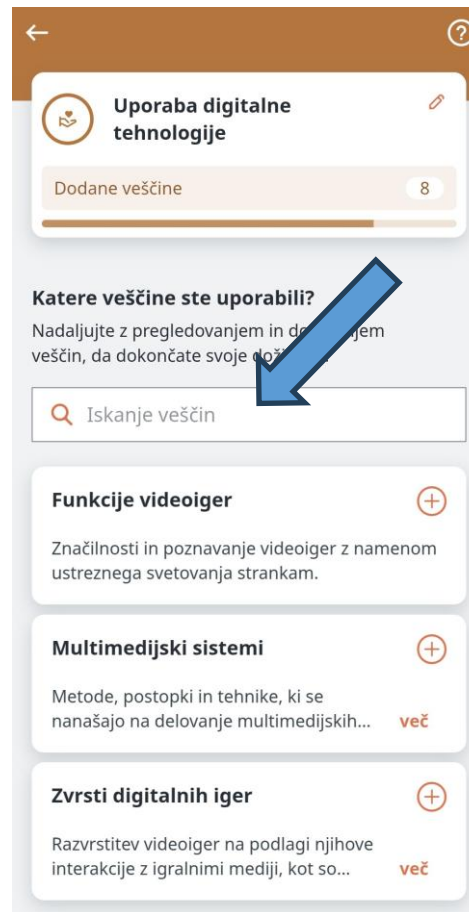 Uporaba digitalne
tehnologije
Dodane veščine 8
Katere veščine ste uporabili?
Nadaljujte z pregledovanjem in
veščin, da dokončate svoje
Iskanje veščin
Funkcije videoiger
Značilnosti in poznavanje videoiger z namenom
ustreznega svetovanja strankam.
Multimedijski sistemi
Metode, postopki in tehnike, ki se
nanašajo na delovanje multimedijskih... več
Zvrsti digitalnih iger
Razvrstitev videoiger na podlagi njihove
interakcije z igralnimi mediji, kot so... več